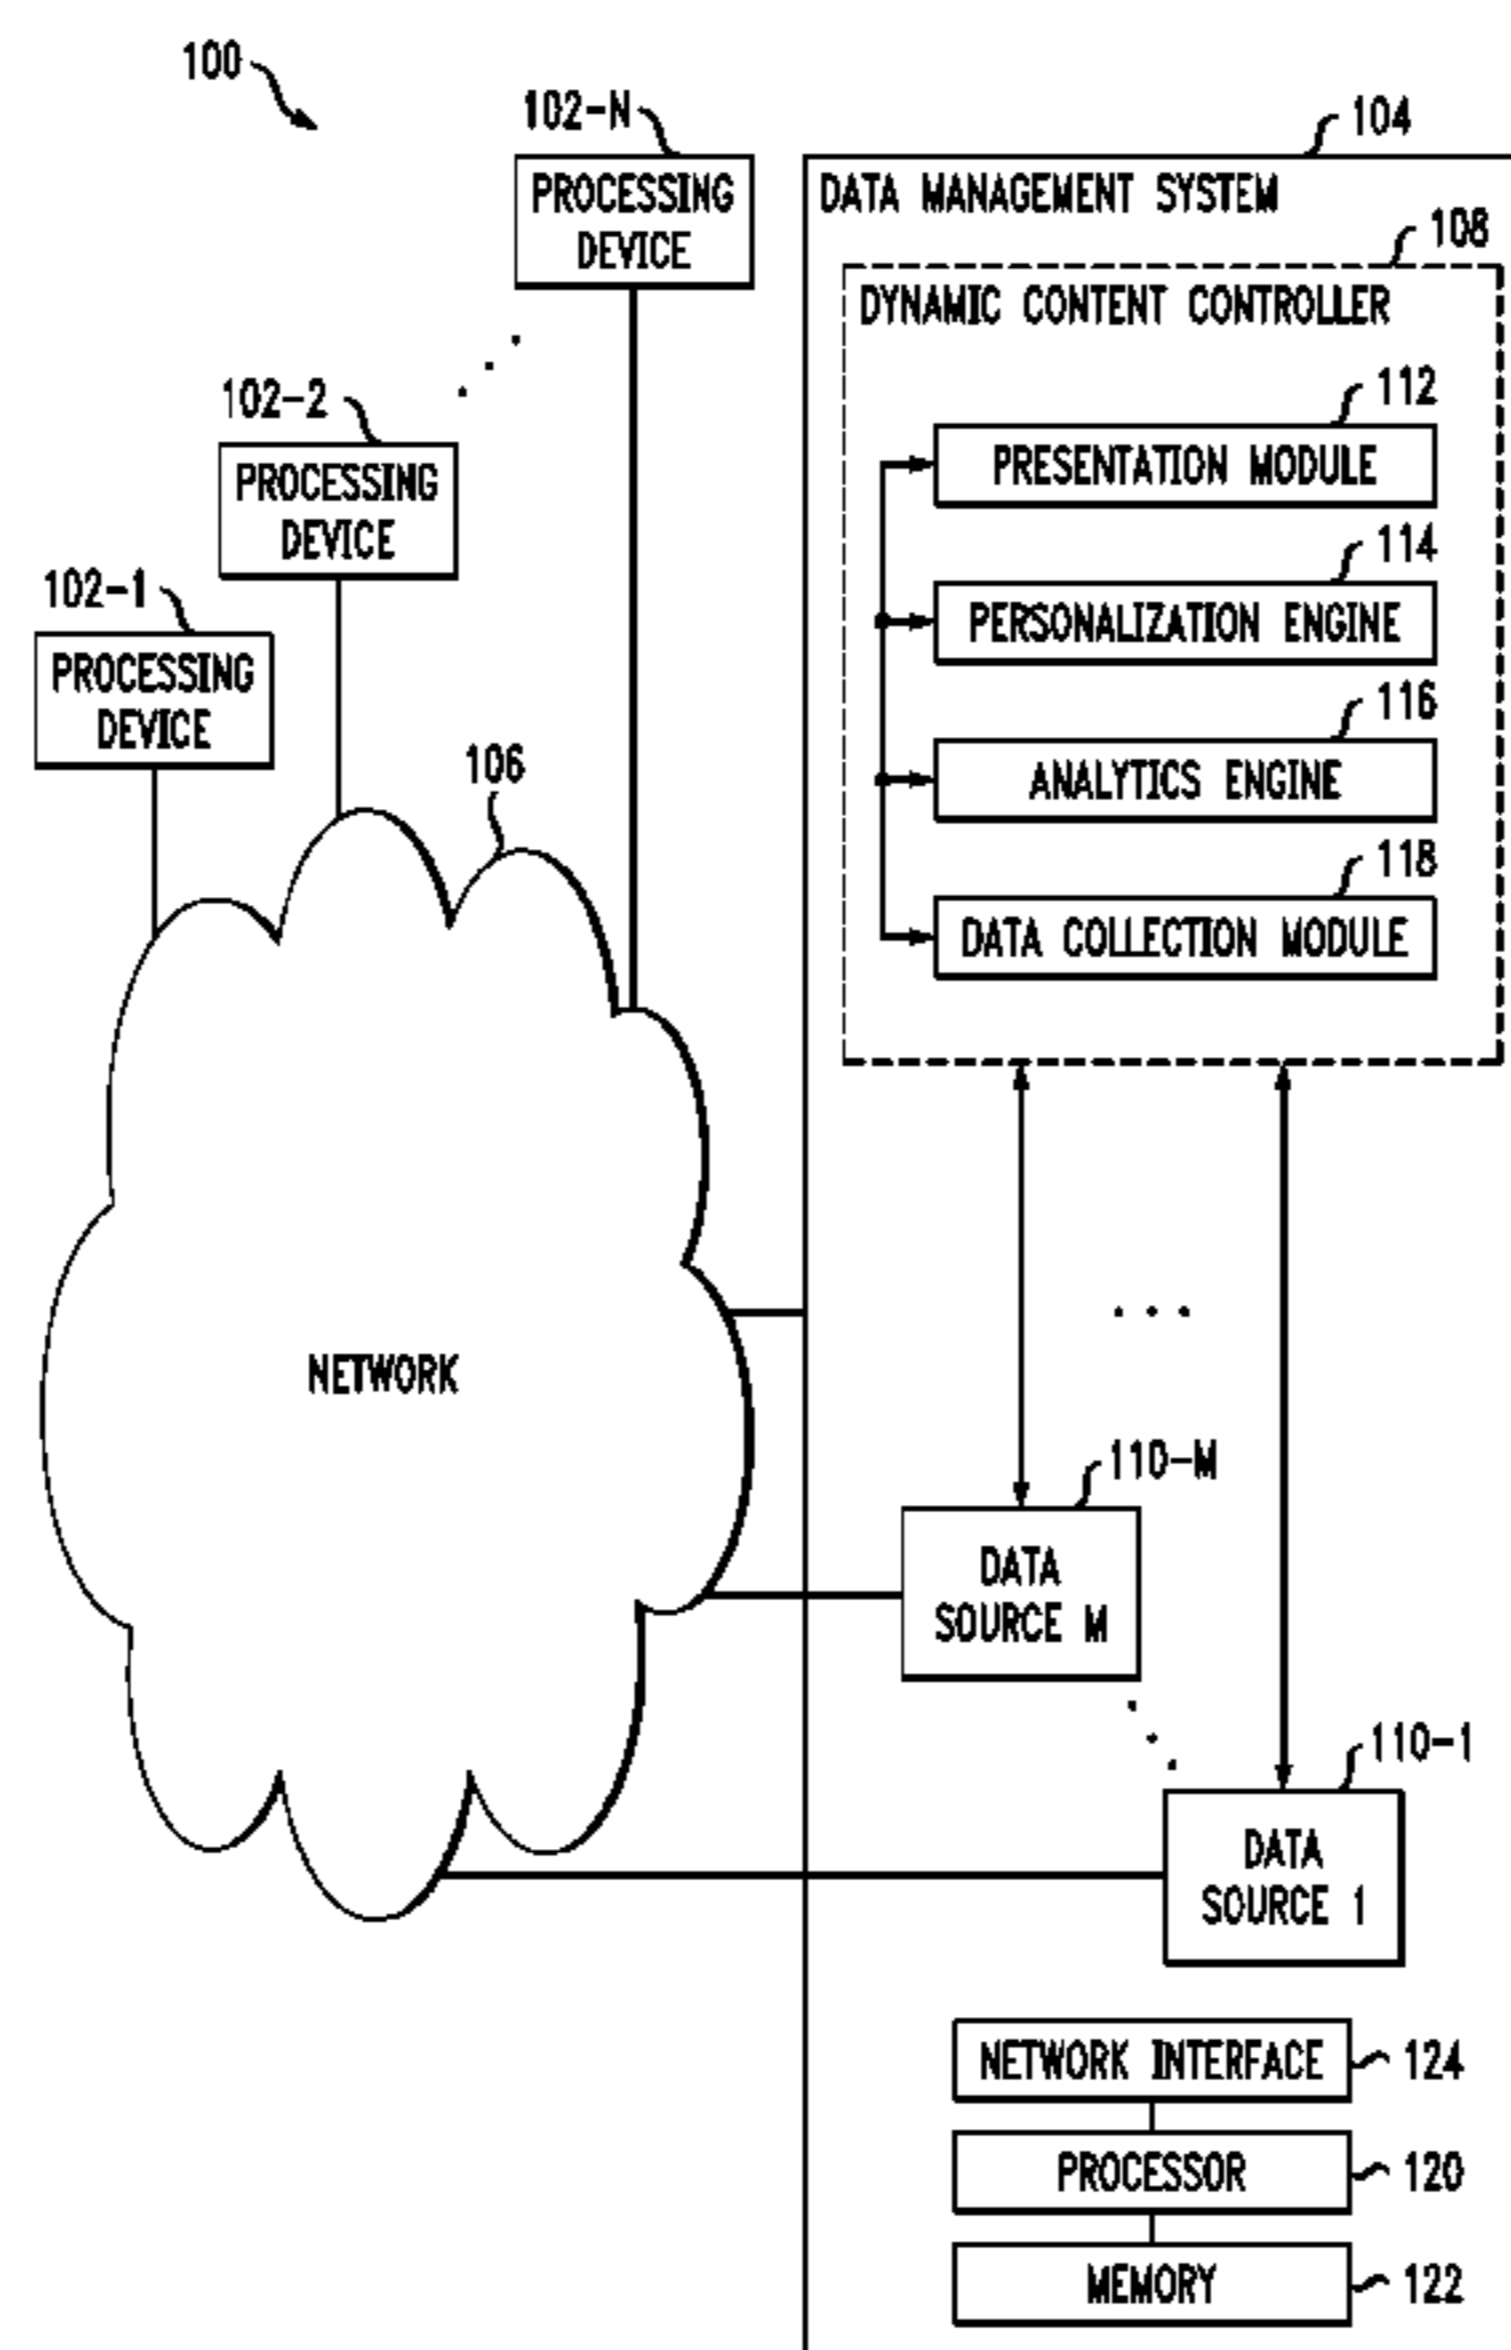 100
102-N
PROCESSING
DEVICE
102-2
PROCESSING
DEVICE
102-1
PROCESSING
DEVICE
106
NETWORK
104
DATA MANAGEMENT SYSTEM
108
DYNAMIC CONTENT CONTROLLER
112
PRESENTATION MODULE
114
PERSONALIZATION ENGINE
116
ANALYTICS ENGINE
118
DATA COLLECTION MODULE
110-M
DATA
SOURCE M
110-1
DATA
SOURCE 1
NETWORK INTERFACE
124
PROCESSOR
120
MEMORY
122